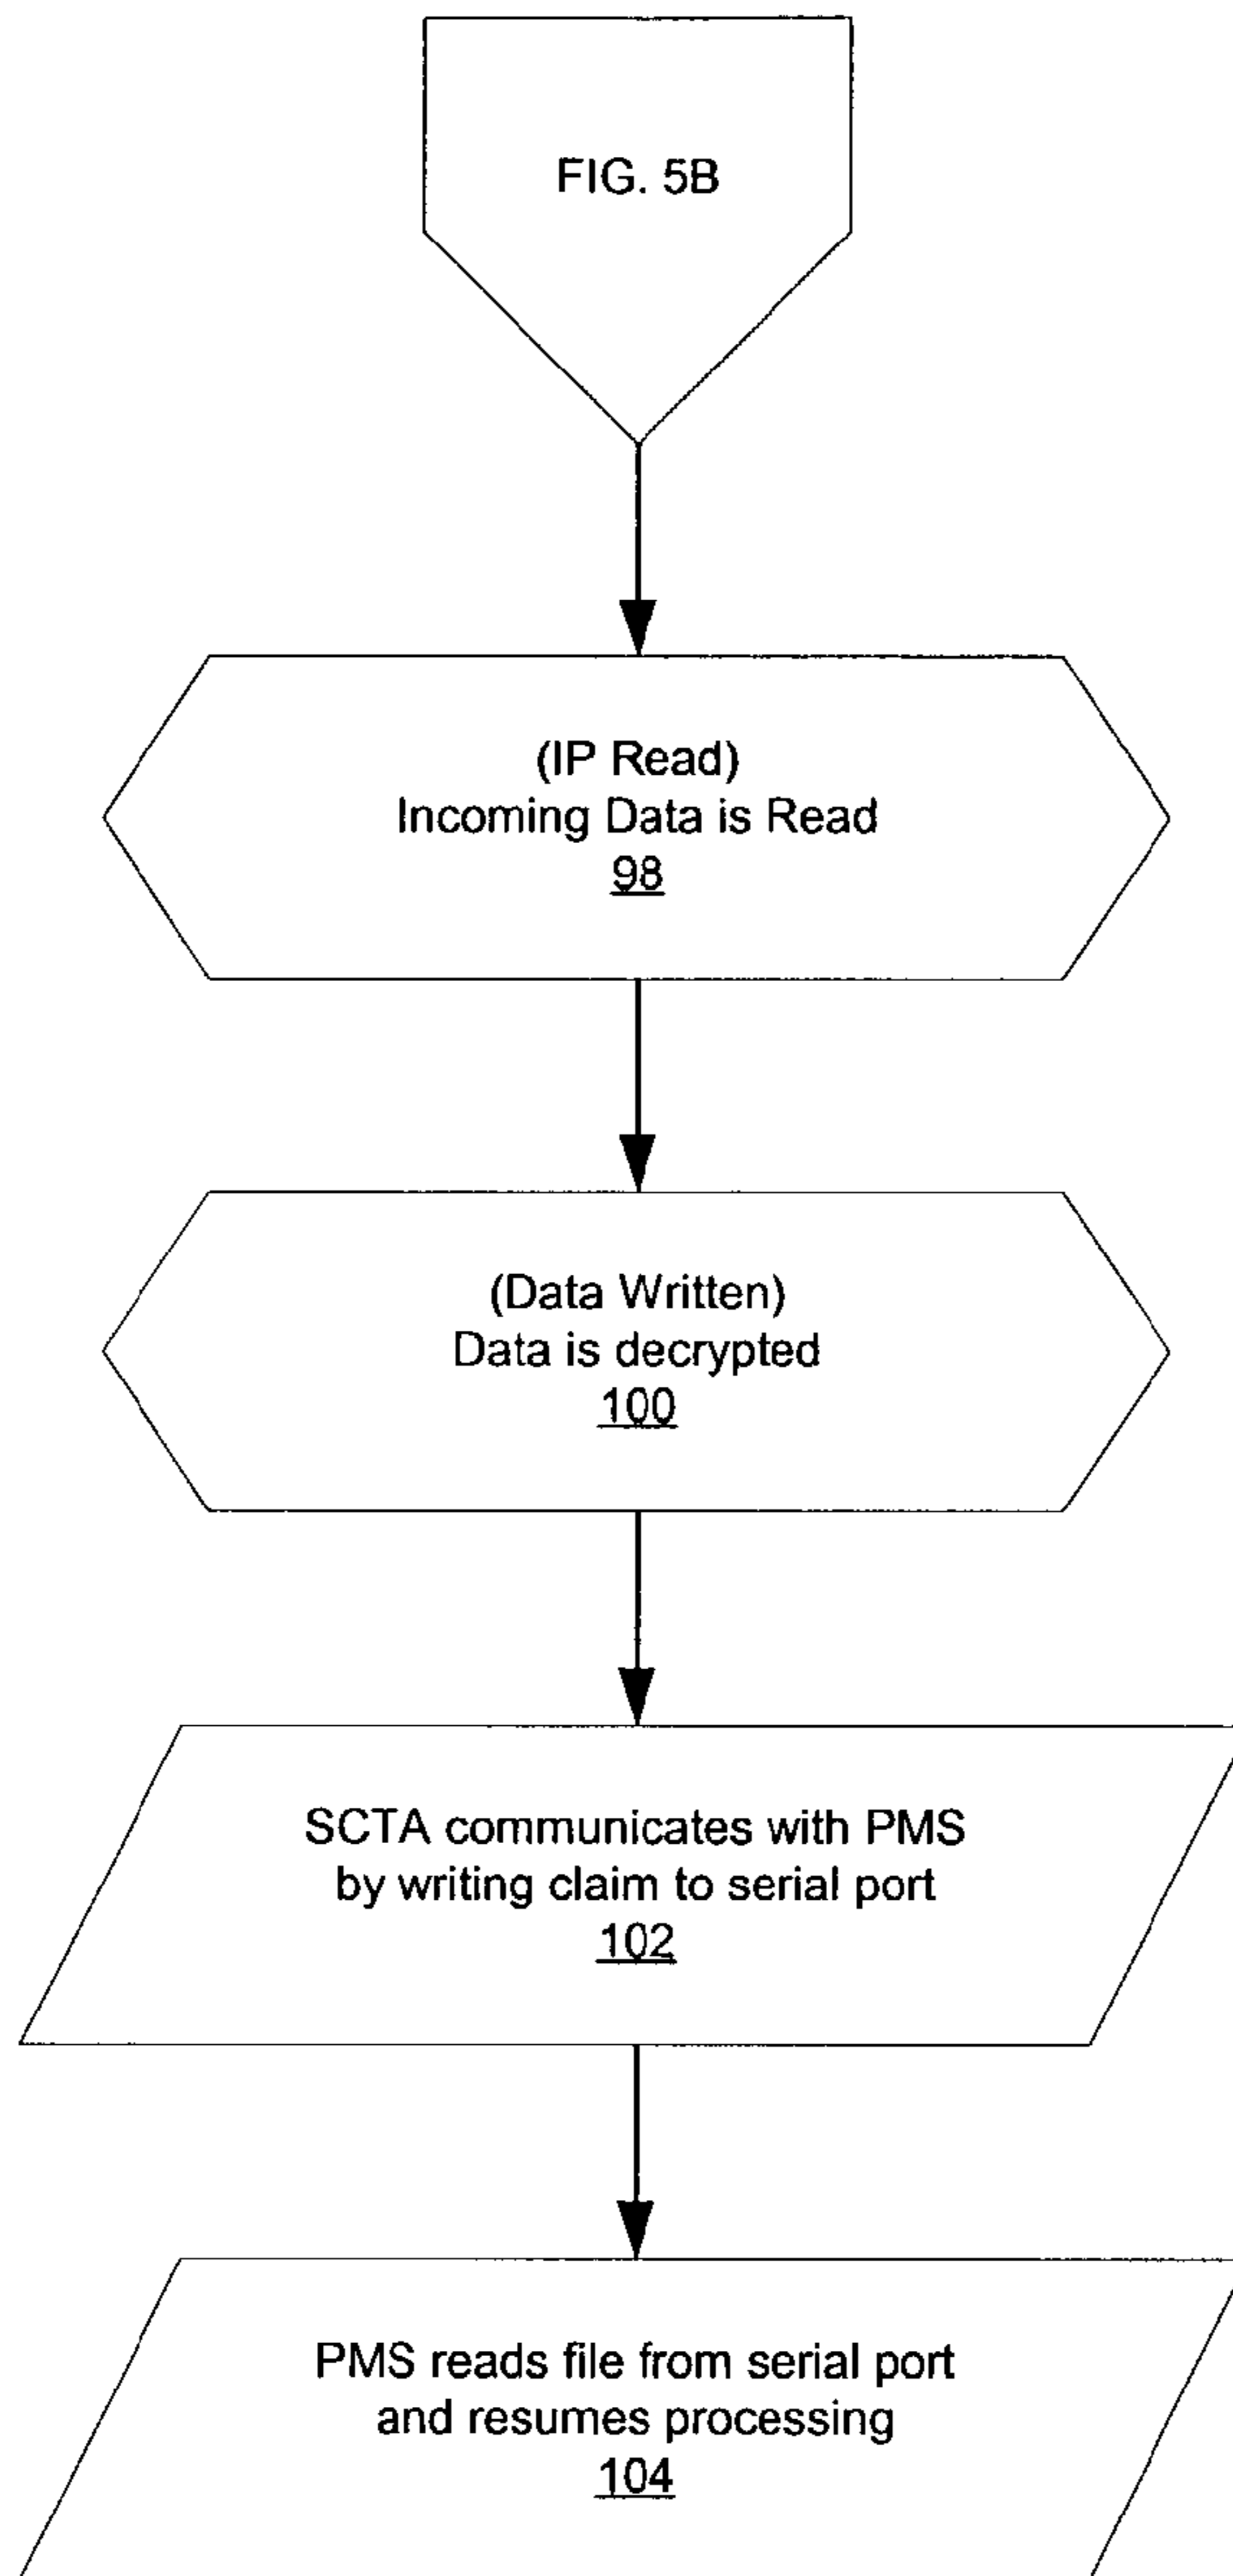 FIG. 5B
(IP Read)
Incoming Data is Read
98
(Data Written)
Data is decrypted
100
SCTA communicates with PMS
by writing claim to serial port
102
PMS reads file from serial port
and resumes processing
104